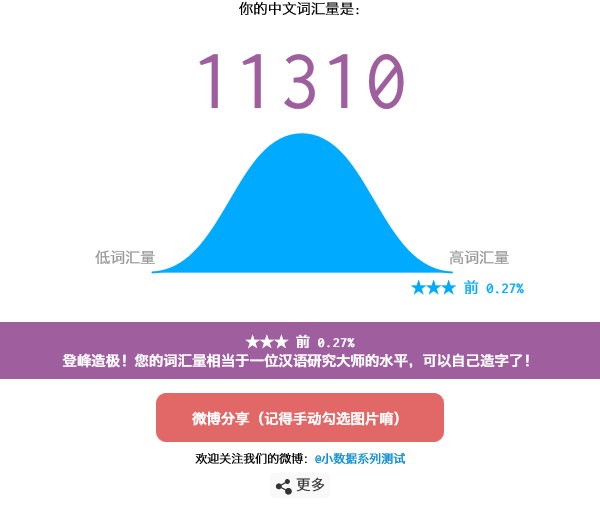 你的中文词汇量是：
11310
低词汇量
高词汇量
★★★ 前 0.27%
★★★ 前 0.27%
登峰造极！您的词汇量相当于一位汉语研究大师的水平，可以自己造字了！
微博分享（记得手动勾选图片唷）
欢迎关注我们的微博：@小数据系列测试
更多